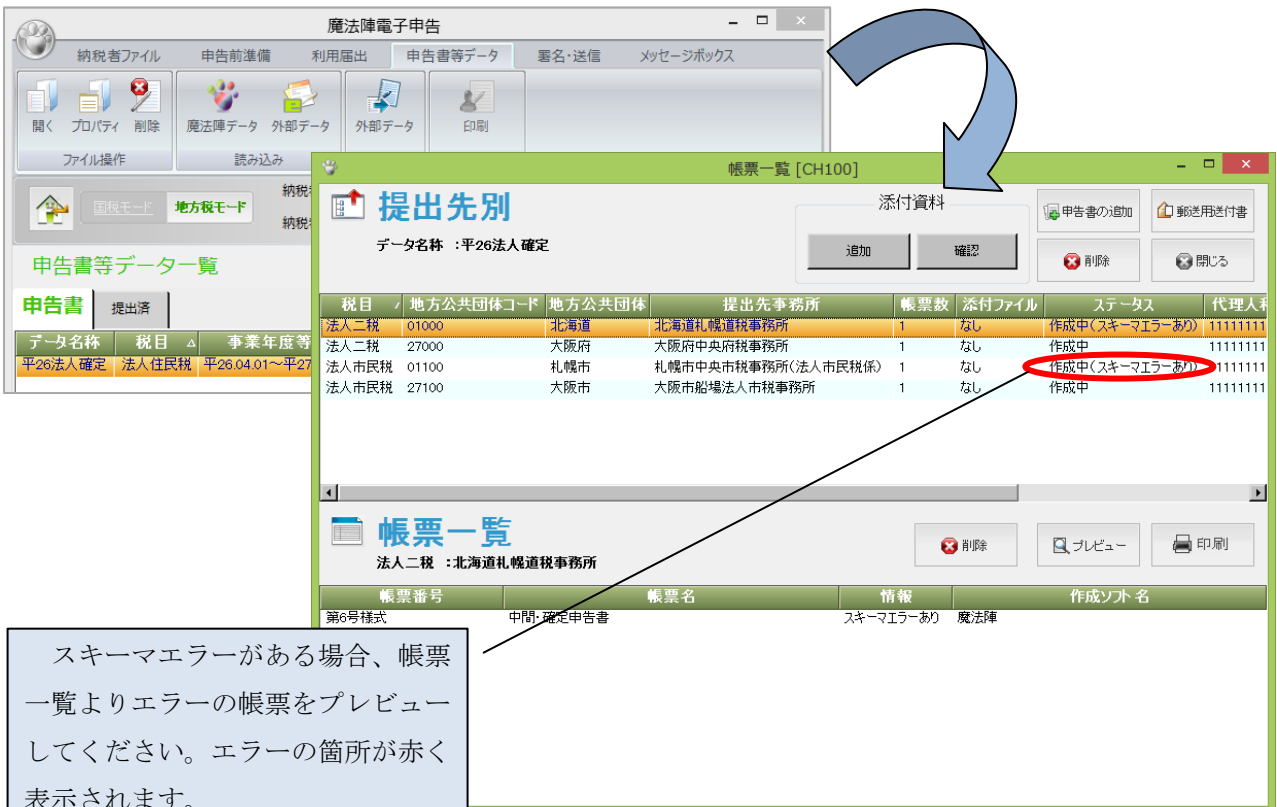 魔法陣電子申告
納税者ファイル 申告前準備 利用届出 申告書等データ 署名・送信 メッセージボックス
開く プロパティ 削除 魔法陣データ 外部データ 外部データ 印刷
ファイル操作 読み込み
国税モード 地方税モード
納税
納税
申告書等データ一覧
申告書 提出済
データ名称 税目 事業年度等
平26法人確定 法人住民税 平26.04.01～平27
帳票一覧 [CH100]
提出先別
データ名称 ：平26法人確定
添付資料
追加 確認
申告書の追加 郵送用送付書
削除 閉じる
税目 地方公共団体コード 地方公共団体 提出先事務所 帳票数 添付ファイル ステータス 代理人
法人二税 01000 北海道 北海道札幌道税事務所 1 なし 作成中(スキーマエラーあり) 11111111
法人二税 27000 大阪府 大阪府中央府税事務所 1 なし 作成中 11111111
法人市民税 01100 札幌市 札幌市中央市税事務所(法人市民税係) 1 なし 作成中(スキーマエラーあり) 11111111
法人市民税 27100 大阪市 大阪市船場法人市税事務所 1 なし 作成中 11111111
帳票一覧
法人二税 ：北海道札幌道税事務所
削除 プレビュー 印刷
帳票番号 帳票名 情報 作成ソフト名
第6号様式 中間・確定申告書 スキーマエラーあり 魔法陣
スキーマエラーがある場合、帳票
一覧よりエラーの帳票をプレビュー
してください。エラーの箇所が赤く
表示されます。